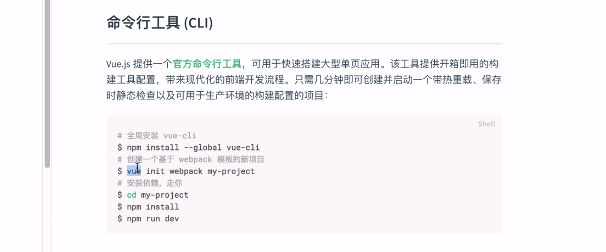 命令行工具 (CLI)
Vue.js 提供一个官方命令行工具，可用于快速搭建大型单页应用。该工具提供开箱即用的构
建工具配置，带来现代化的前端开发流程。只需几分钟即可创建并启动一个带热重载、保存
时静态检查以及可用于生产环境的构建配置的项目：
Shell
# 全局安装 vue-cli
$ npm install --global vue-cli
# 创建一个基于 webpack 模板的新项目
$ vue init webpack my-project
# 安装依赖，走你
$ cd my-project
$ npm install
$ npm run dev